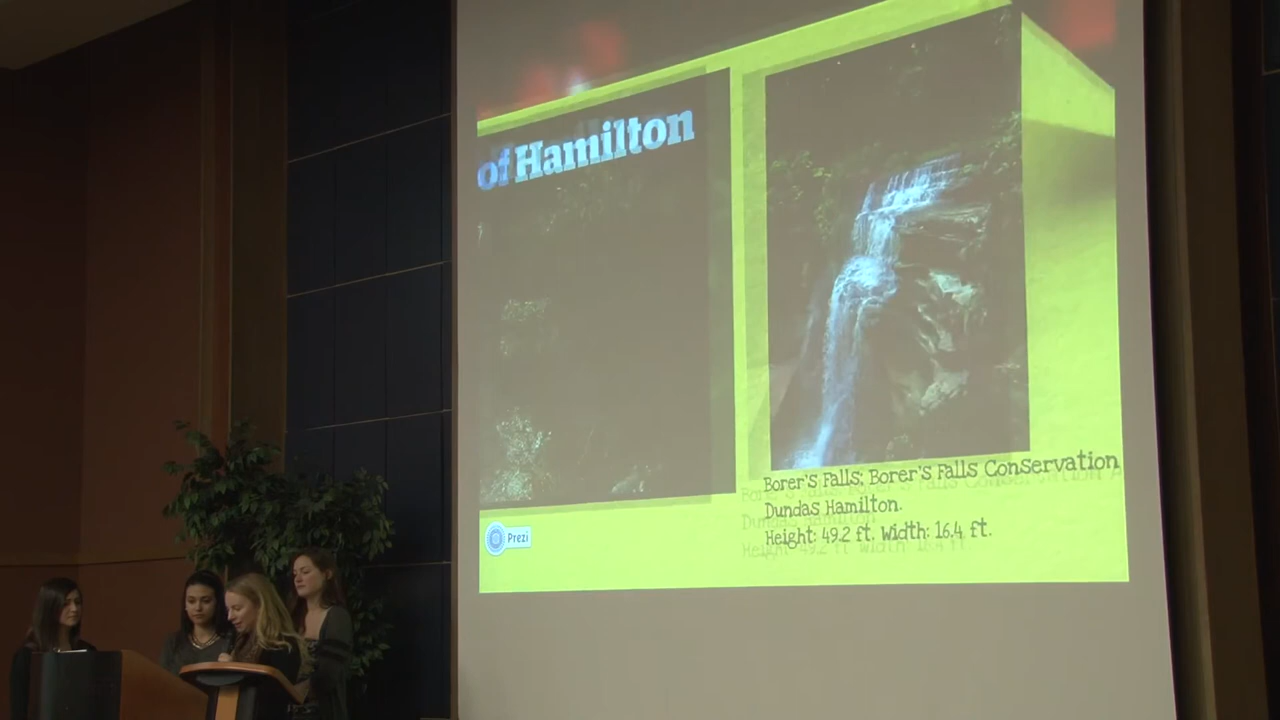 of Hamilton
Borer's Falls: Borer's Falls Conservation
Dundas Hamilton.
Height: 49.2 ft. Width: 16.4 ft.
Prezi